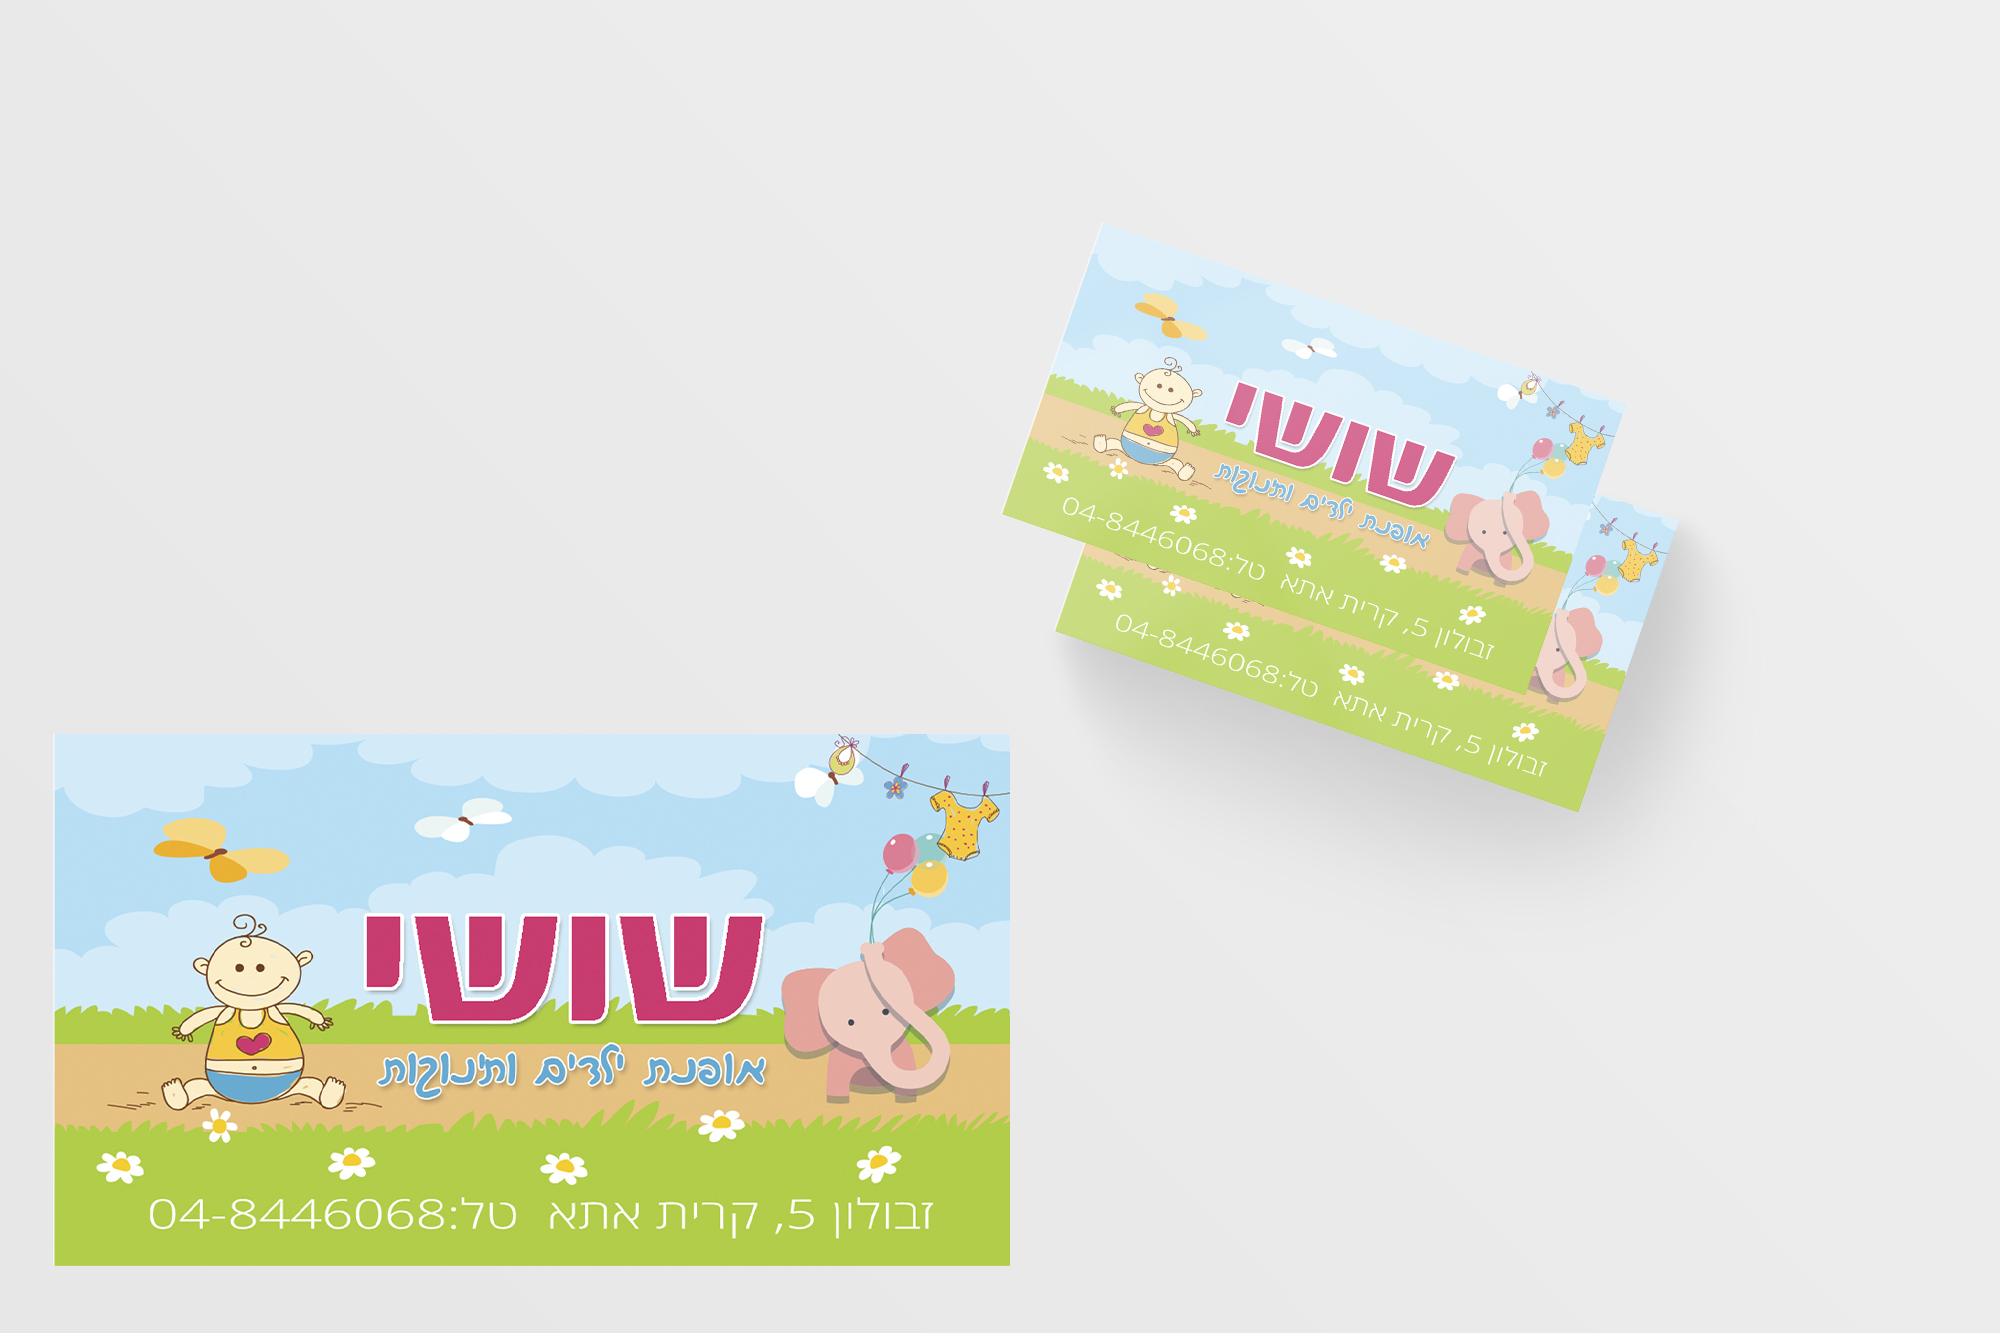 שושי
אופנת ילדים ותינוקות
זבולון 5, קרית אתא טל:04-8446068
שושי
אופנת ילדים ותינוקות
זבולון 5, קרית אתא טל:04-8446068
זבולון 5, קרית אתא טל:04-8446068